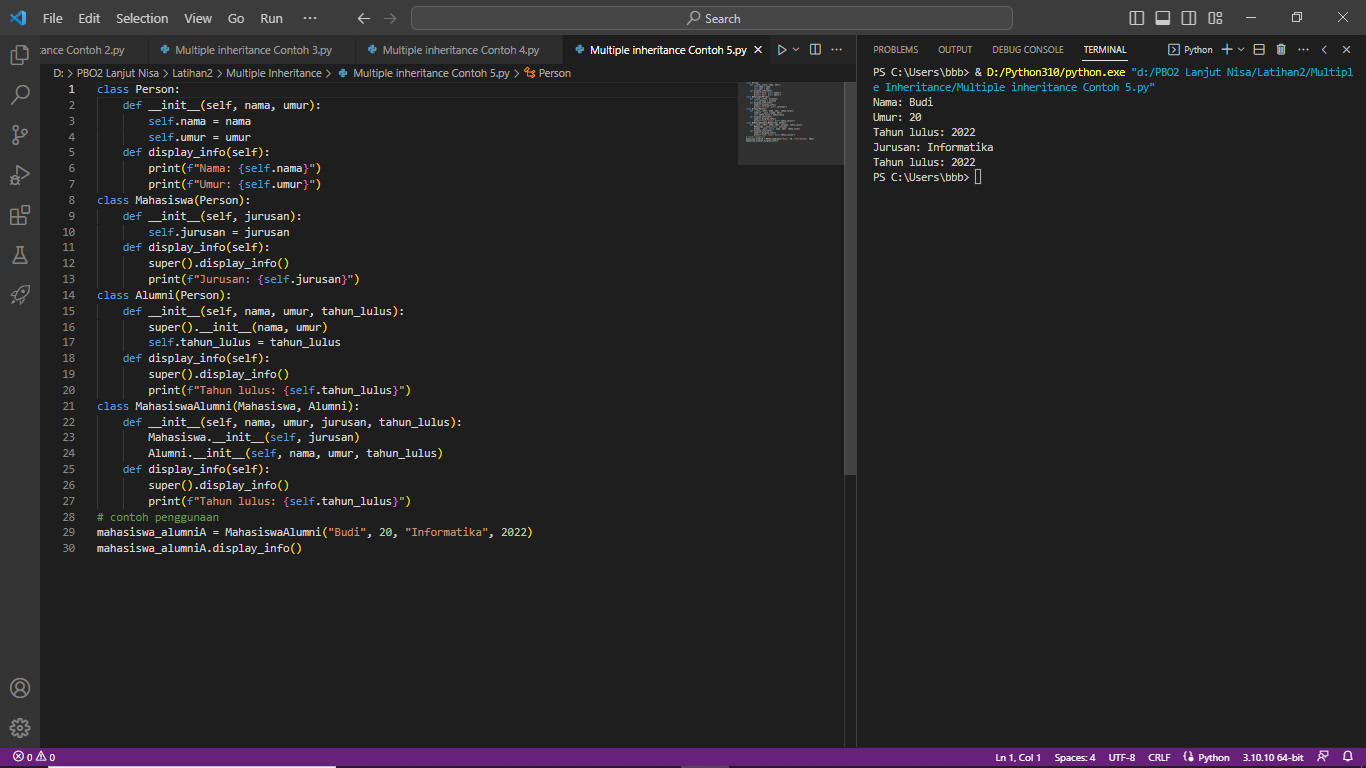 File Edit Selection View Go Run ··· Search
ance Contoh 2.py Multiple inheritance Contoh 3.py Multiple inheritance Contoh 4.py Multiple inheritance Contoh 5.py
D: > PBO2 Lanjut Nisa > Latihan2 > Multiple Inheritance > Multiple inheritance Contoh 5.py > Person
1 class Person:
2     def __init__(self, nama, umur):
3         self.nama = nama
4         self.umur = umur
5     def display_info(self):
6         print(f"Nama: {self.nama}")
7         print(f"Umur: {self.umur}")
8 class Mahasiswa(Person):
9     def __init__(self, jurusan):
10         self.jurusan = jurusan
11     def display_info(self):
12         super().display_info()
13         print(f"Jurusan: {self.jurusan}")
14 class Alumni(Person):
15     def __init__(self, nama, umur, tahun_lulus):
16         super().__init__(nama, umur)
17         self.tahun_lulus = tahun_lulus
18     def display_info(self):
19         super().display_info()
20         print(f"Tahun lulus: {self.tahun_lulus}")
21 class MahasiswaAlumni(Mahasiswa, Alumni):
22     def __init__(self, nama, umur, jurusan, tahun_lulus):
23         Mahasiswa.__init__(self, jurusan)
24         Alumni.__init__(self, nama, umur, tahun_lulus)
25     def display_info(self):
26         super().display_info()
27         print(f"Tahun lulus: {self.tahun_lulus}")
28 # contoh penggunaan
29 mahasiswa_alumniA = MahasiswaAlumni("Budi", 20, "Informatika", 2022)
30 mahasiswa_alumniA.display_info()
PROBLEMS OUTPUT DEBUG CONSOLE TERMINAL Python
PS C:\Users\bbb> & D:/Python310/python.exe "d:/PBO2 Lanjut Nisa/Latihan2/Multipl
e Inheritance/Multiple inheritance Contoh 5.py"
Nama: Budi
Umur: 20
Tahun lulus: 2022
Jurusan: Informatika
Tahun lulus: 2022
PS C:\Users\bbb>
0 0 Ln 1, Col 1 Spaces: 4 UTF-8 CRLF Python 3.10.10 64-bit